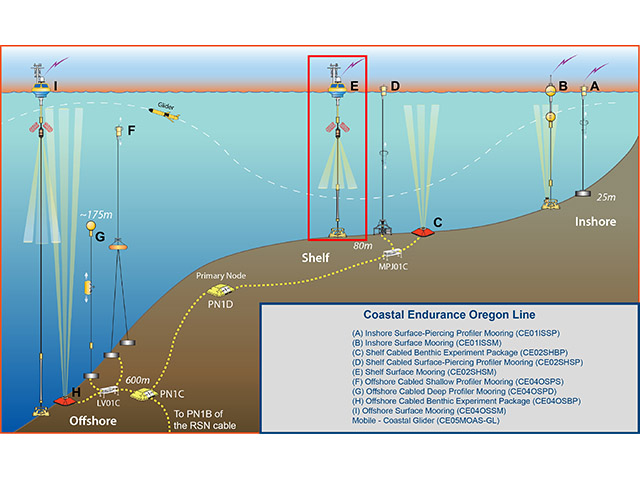 I
E
D
B
A
Glider
F
25m
~175m
Inshore
G
C
80m
Shelf
MPJ01C
Primary Node
PN1D
Coastal Endurance Oregon Line
(A) Inshore Surface-Piercing Profiler Mooring (CE01ISSP)
(B) Inshore Surface Mooring (CE01ISSM)
(C) Shelf Cabled Benthic Experiment Package (CE02SHBP)
(D) Shelf Cabled Surface-Piercing Profiler Mooring (CE02SHSP)
(E) Shelf Surface Mooring (CE02SHSM)
(F) Offshore Cabled Shallow Profiler Mooring (CE04OSPS)
(G) Offshore Cabled Deep Profiler Mooring (CE04OSPD)
(H) Offshore Cabled Benthic Experiment Package (CE04OSBP)
(I) Offshore Surface Mooring (CE04OSSM)
Mobile - Coastal Glider (CE05MOAS-GL)
600m
H
LV01C
PN1C
Offshore
To PN1B of
the RSN cable